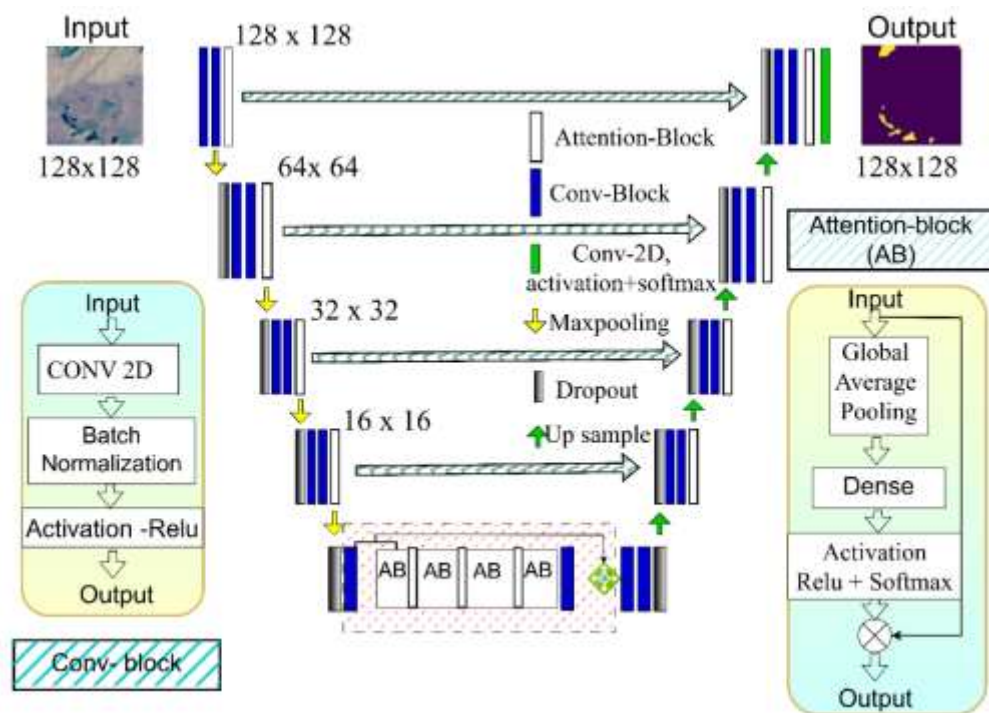 Input
128 x 128
Output
128x128
64x 64
Attention-Block
128x128
Conv-Block
Attention-block
(AB)
Conv-2D,
activation+softmax
Input
32 x 32
Maxpooling
Input
CONV 2D
Global
Average
Pooling
Dropout
16 x 16
Up sample
Batch
Normalization
Dense
Activation -Relu
Activation
Relu + Softmax
AB
AB
AB
AB
Output
Conv- block
Output